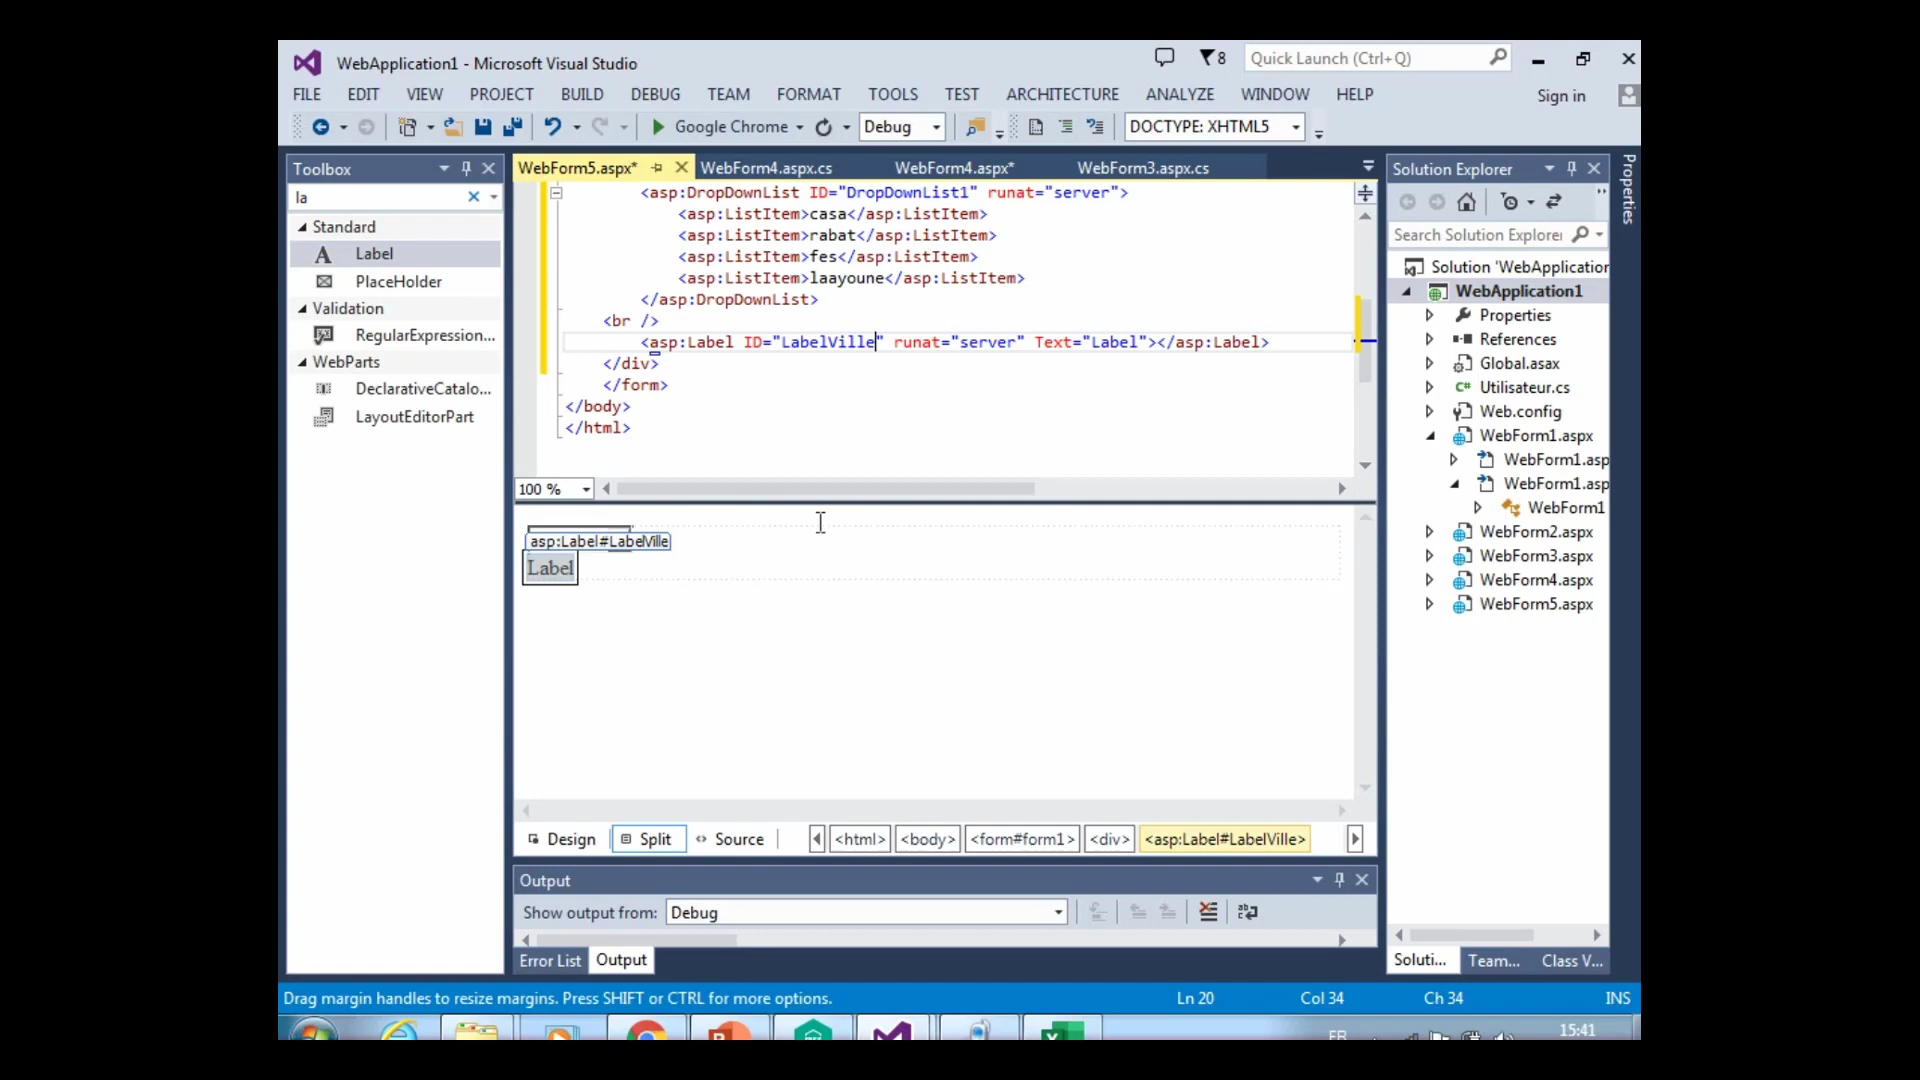 WebApplication1 - Microsoft Visual Studio
8
Quick Launch (Ctrl+Q)
FILE EDIT VIEW PROJECT BUILD DEBUG TEAM FORMAT TOOLS TEST ARCHITECTURE ANALYZE WINDOW HELP
Sign in
Google Chrome Debug DOCTYPE: XHTML5
Toolbox
la
Standard
Label
PlaceHolder
Validation
RegularExpression...
WebParts
DeclarativeCatalo...
LayoutEditorPart
WebForm5.aspx* WebForm4.aspx.cs WebForm4.aspx* WebForm3.aspx.cs
<asp:DropDownList ID="DropDownList1" runat="server">
<asp:ListItem>casa</asp:ListItem>
<asp:ListItem>rabat</asp:ListItem>
<asp:ListItem>fes</asp:ListItem>
<asp:ListItem>laayoune</asp:ListItem>
</asp:DropDownList>
<br />
<asp:Label ID="LabelVille" runat="server" Text="Label"></asp:Label>
</div>
</form>
</body>
</html>
100 %
asp:Label#LabelVille
Label
Design Split Source <html> <body> <form#form1> <div> <asp:Label#LabelVille>
Output
Show output from: Debug
Error List Output
Solution Explorer
Search Solution Explorer
Solution 'WebApplication
WebApplication1
Properties
References
Global.asax
Utilisateur.cs
Web.config
WebForm1.aspx
WebForm1.asp
WebForm1.asp
WebForm1
WebForm2.aspx
WebForm3.aspx
WebForm4.aspx
WebForm5.aspx
Soluti... Team... Class V...
Properties
Drag margin handles to resize margins. Press SHIFT or CTRL for more options.
Ln 20 Col 34 Ch 34 INS
FR
15:41